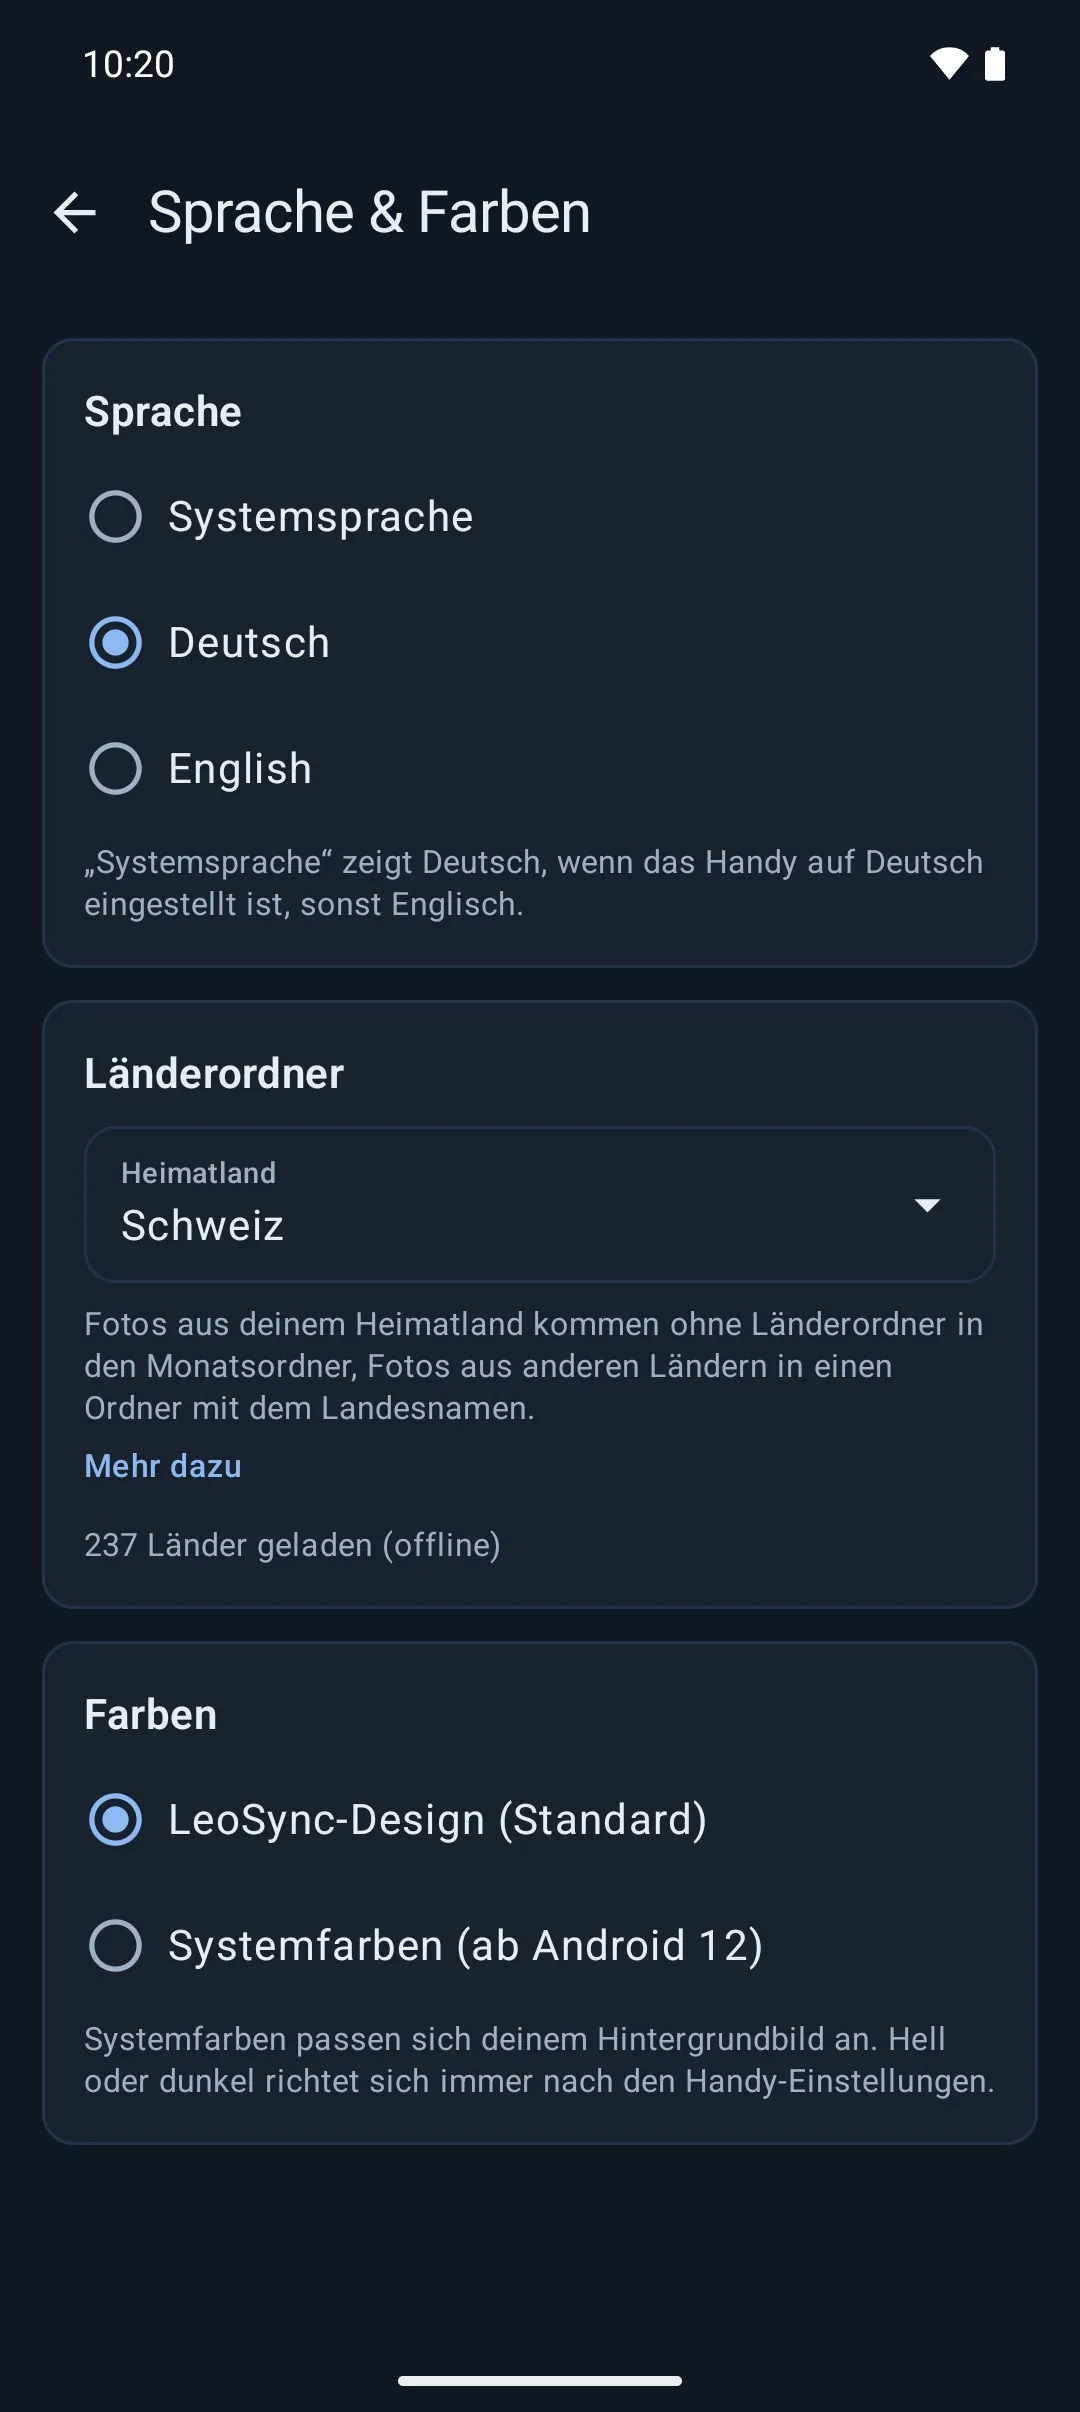 10:20
Sprache & Farben
Sprache
Systemsprache
Deutsch
English
„Systemsprache“ zeigt Deutsch, wenn das Handy auf Deutsch
eingestellt ist, sonst Englisch.
Länderordner
Heimatland
Schweiz
Fotos aus deinem Heimatland kommen ohne Länderordner in
den Monatsordner, Fotos aus anderen Ländern in einen
Ordner mit dem Landesnamen.
Mehr dazu
237 Länder geladen (offline)
Farben
LeoSync-Design (Standard)
Systemfarben (ab Android 12)
Systemfarben passen sich deinem Hintergrundbild an. Hell
oder dunkel richtet sich immer nach den Handy-Einstellungen.